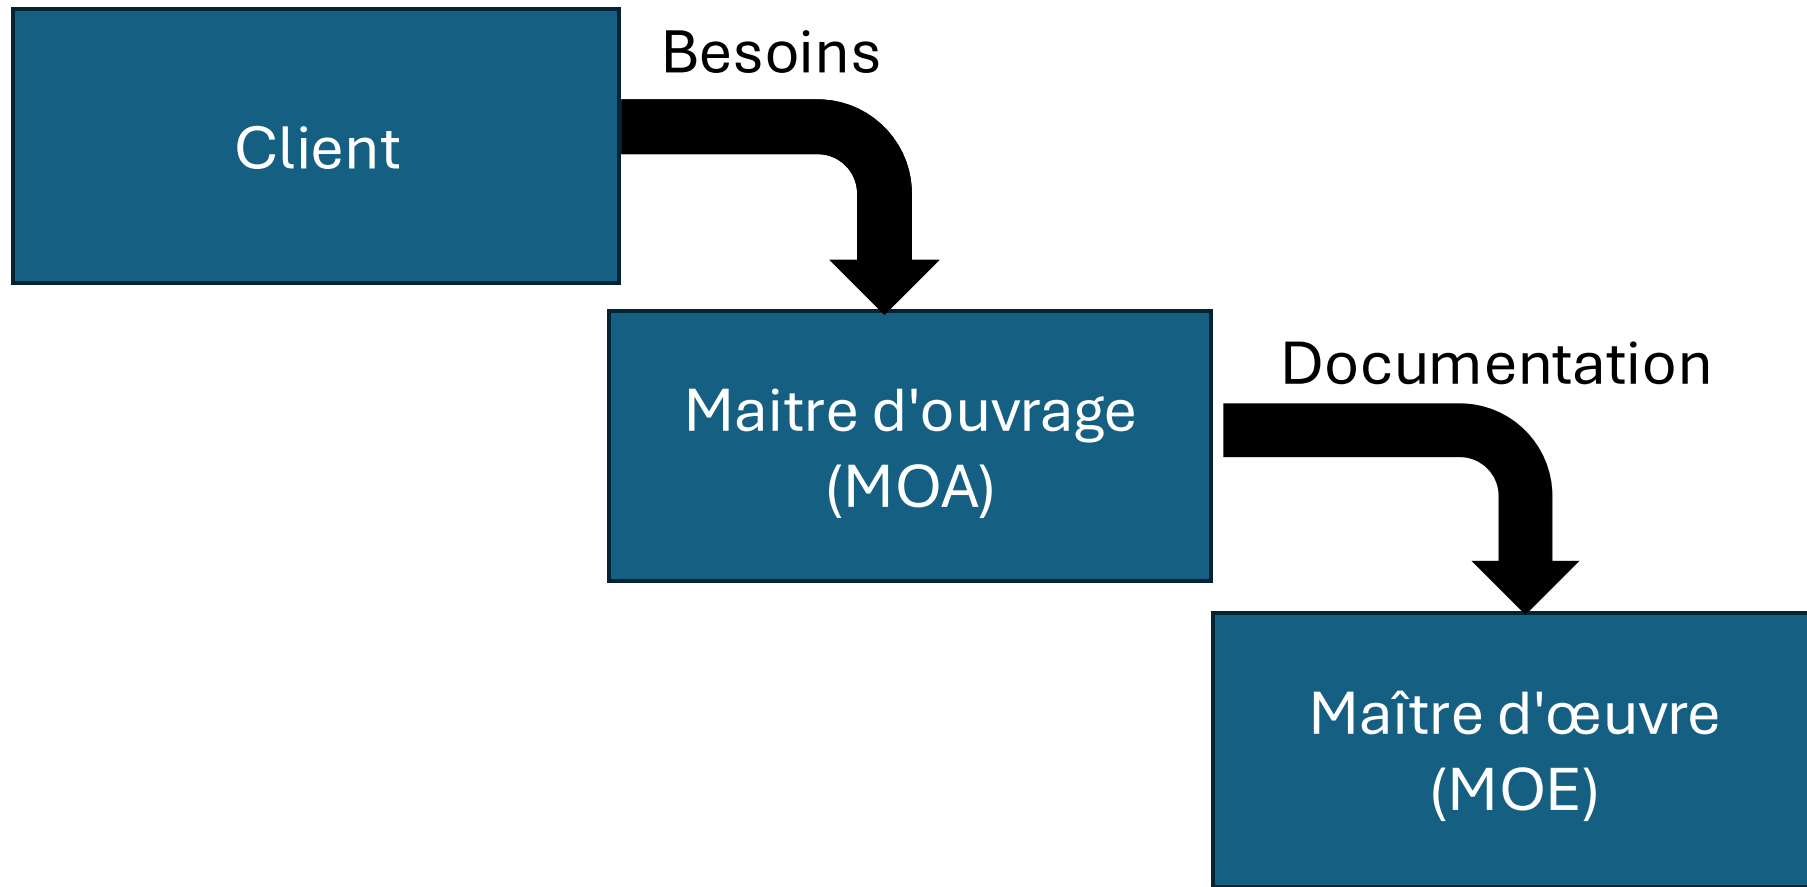 Besoins
Client
Maitre d'ouvrage
(MOA)
Documentation
Maître d'œuvre
(MOE)